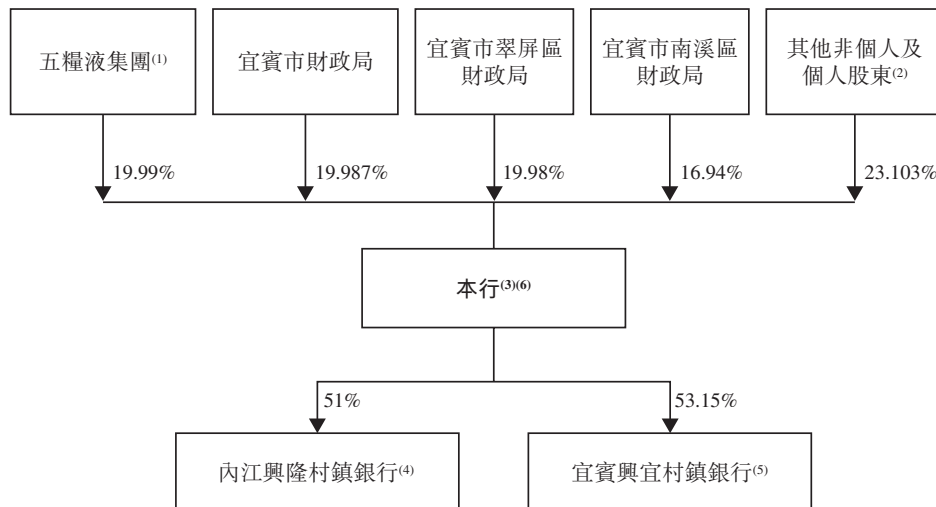 五糧液集團(1)
宜賓市財政局
宜賓市翠屏區
財政局
宜賓市南溪區
財政局
其他非個人及
個人股東(2)
19.99%
19.987%
19.98%
16.94%
23.103%
本行(3)(6)
51%
53.15%
內江興隆村鎮銀行(4)
宜賓興宜村鎮銀行(5)